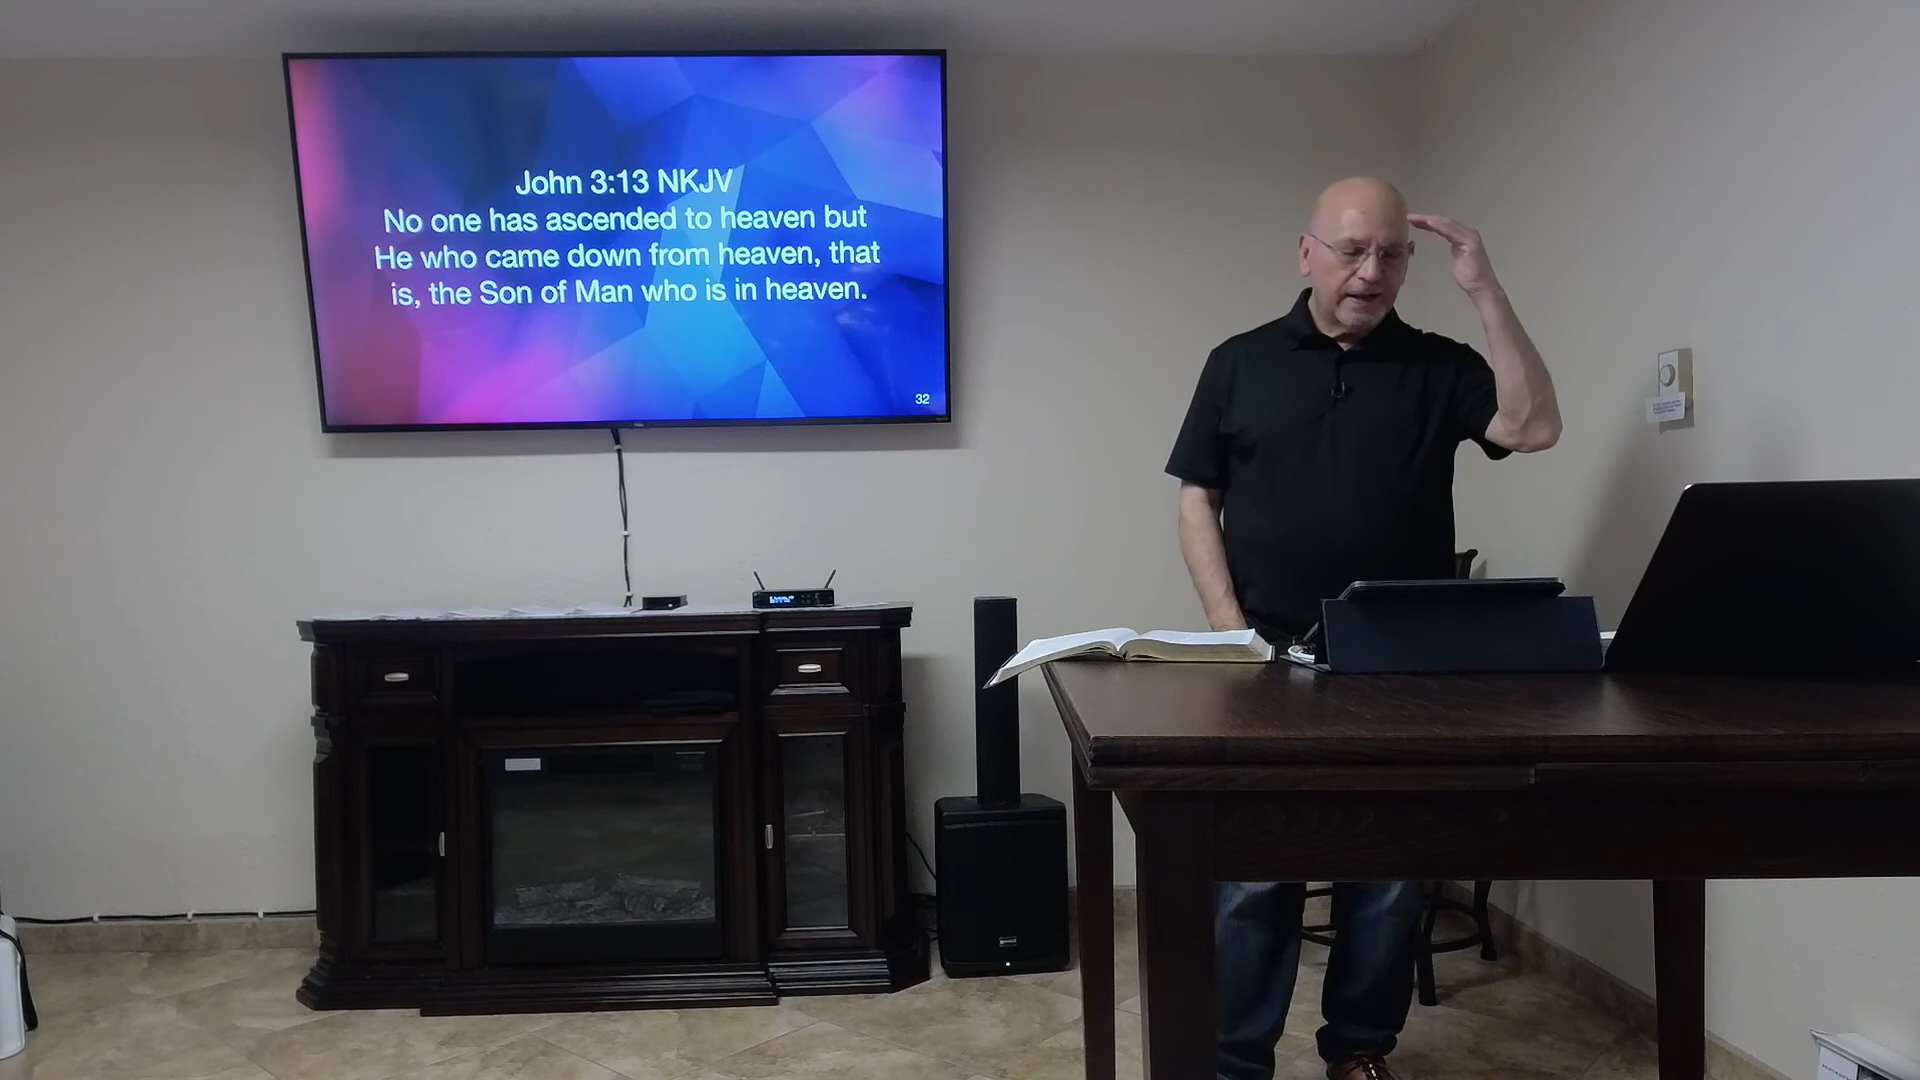 John 3:13 NKJV
No one has ascended to heaven but
He who came down from heaven, that
is, the Son of Man who is in heaven.
32